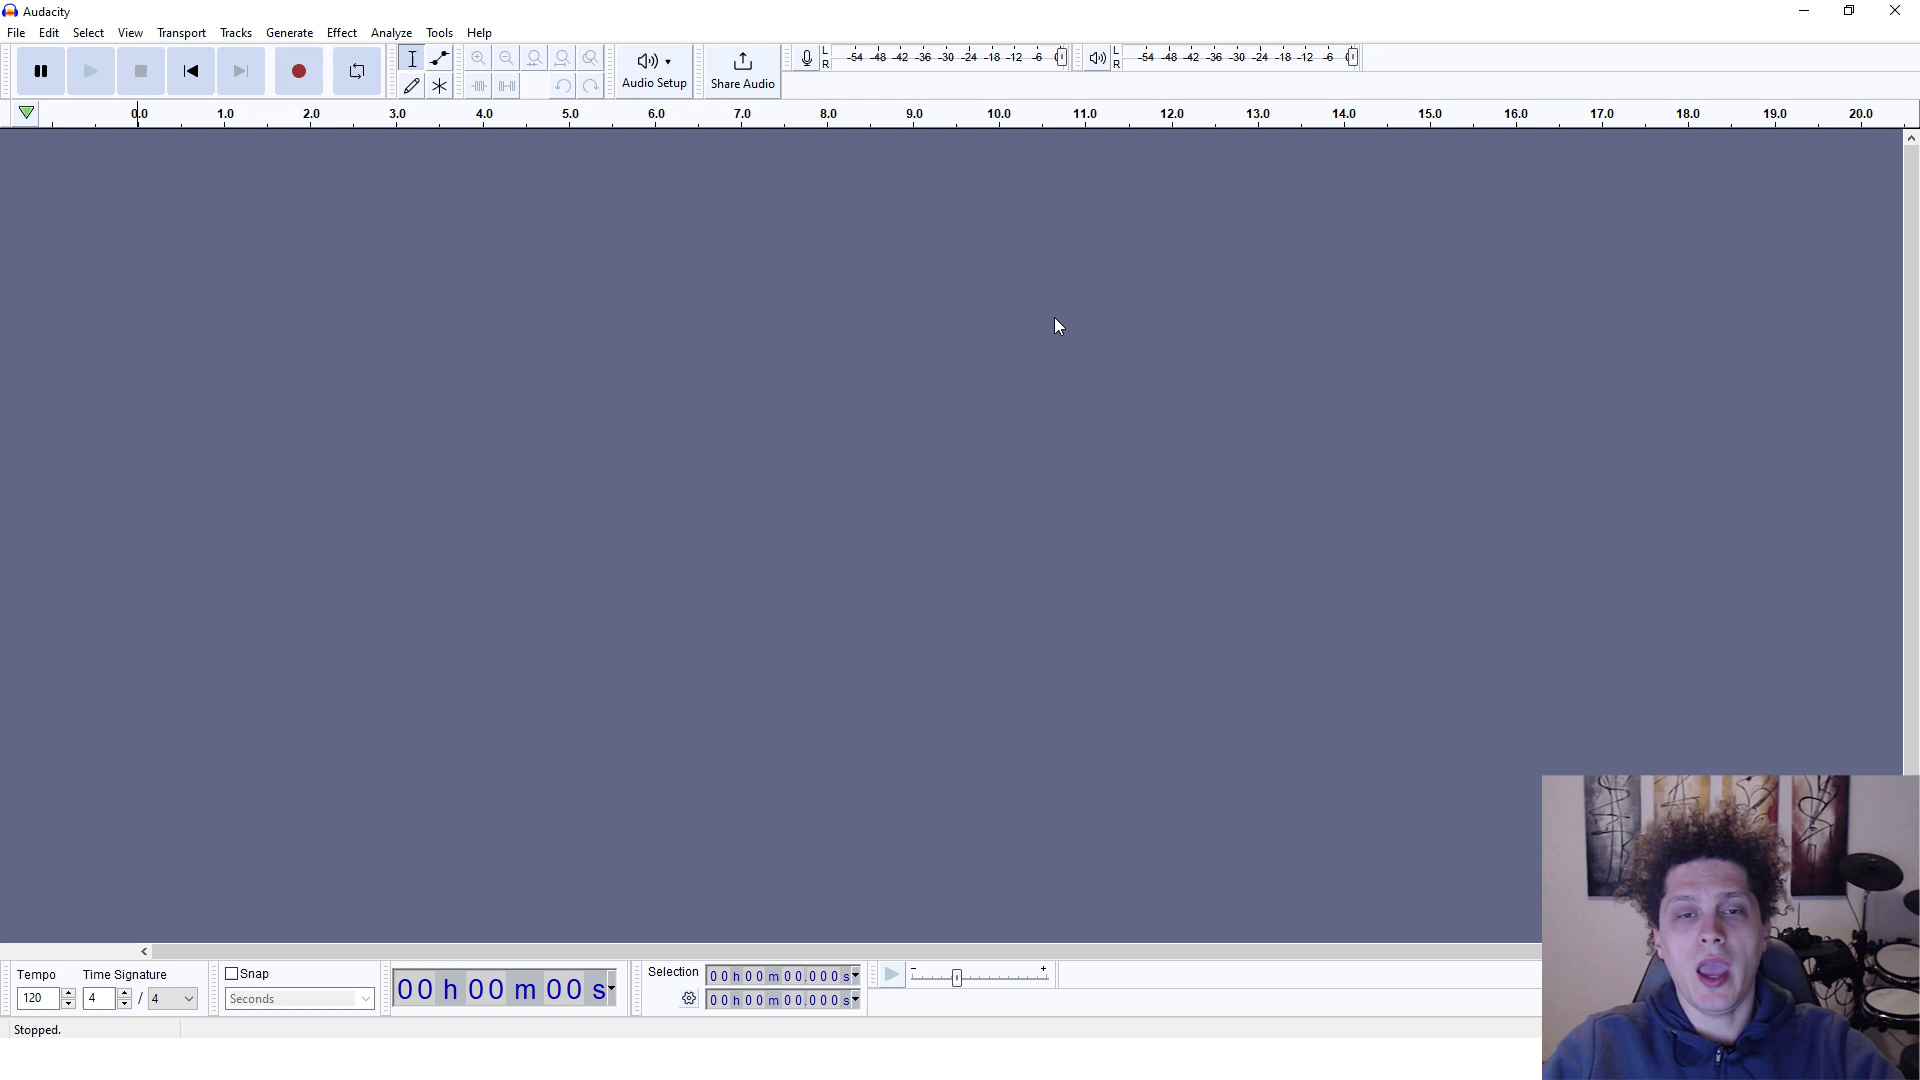 Audacity
File Edit Select View Transport Tracks Generate Effect Analyze Tools Help
Audio Setup
Share Audio
L
R
-54 -48 -42 -36 -30 -24 -18 -12 -6 0
L
R
-54 -48 -42 -36 -30 -24 -18 -12 -6 0
0.0 1.0 2.0 3.0 4.0 5.0 6.0 7.0 8.0 9.0 10.0 11.0 12.0 13.0 14.0 15.0 16.0 17.0 18.0 19.0 20.0
Tempo
120
Time Signature
4 / 4
Snap
Seconds
00 h 00 m 00 s
Selection
00 h 00 m 00.000 s
00 h 00 m 00.000 s
- +
Stopped.